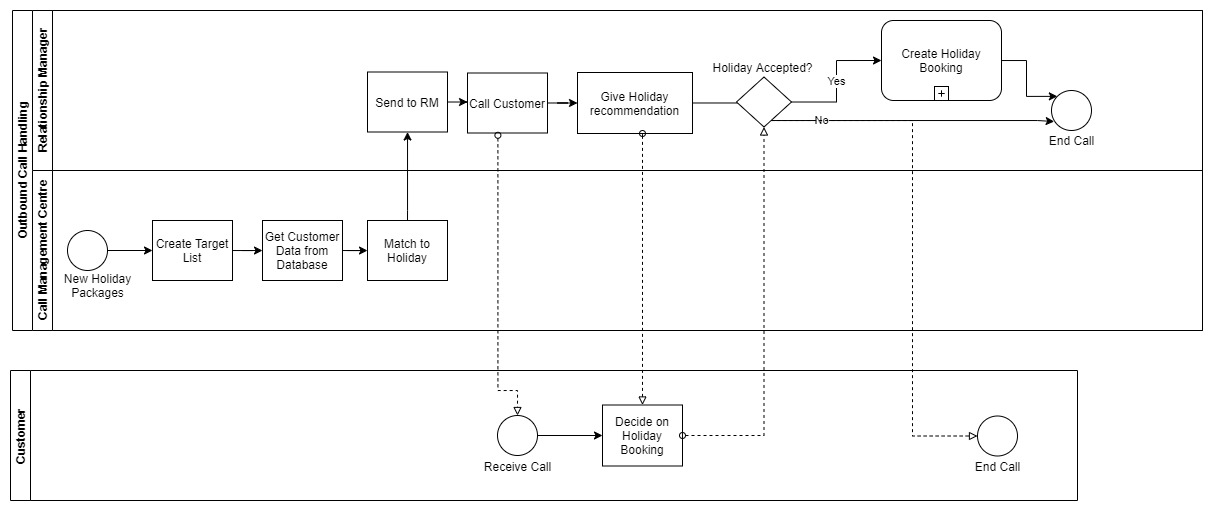 Outbound Call Handling
Relationship Manager
Send to RM
Call Customer
Give Holiday
recommendation
Holiday Accepted?
Yes
No
Create Holiday
Booking
+
End Call
Call Management Centre
New Holiday
Packages
Create Target
List
Get Customer
Data from
Database
Match to
Holiday
Customer
Receive Call
Decide on
Holiday
Booking
End Call